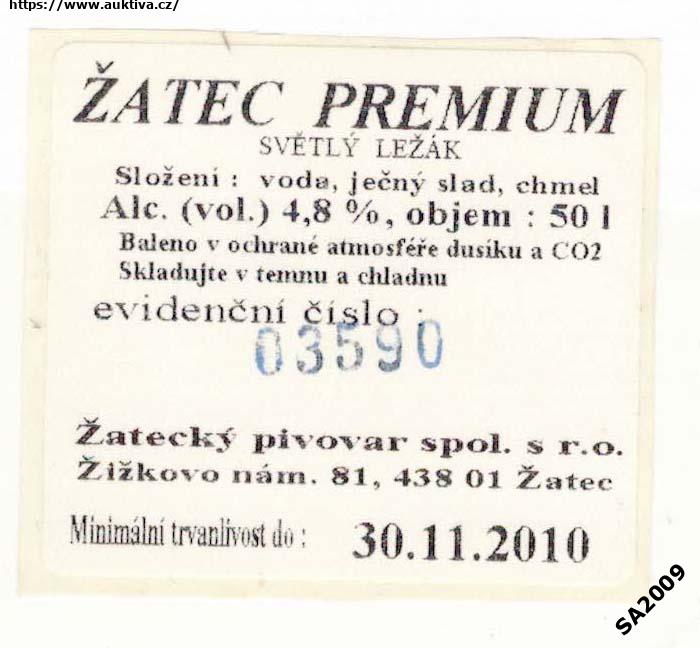 https://www.auktiva.cz/
ŽATEC PREMIUM
SVĚTLÝ LEŽÁK
Složení : voda, ječný slad, chmel
Alc. (vol.) 4,8 %, objem : 50 l
Baleno v ochrané atmosféře dusíku a CO2
Skladujte v temnu a chladnu
evidenční číslo :
03590
Žatecký pivovar spol. s r.o.
Žižkovo nám. 81, 438 01 Žatec
Minimální trvanlivost do : 30.11.2010
SA2009